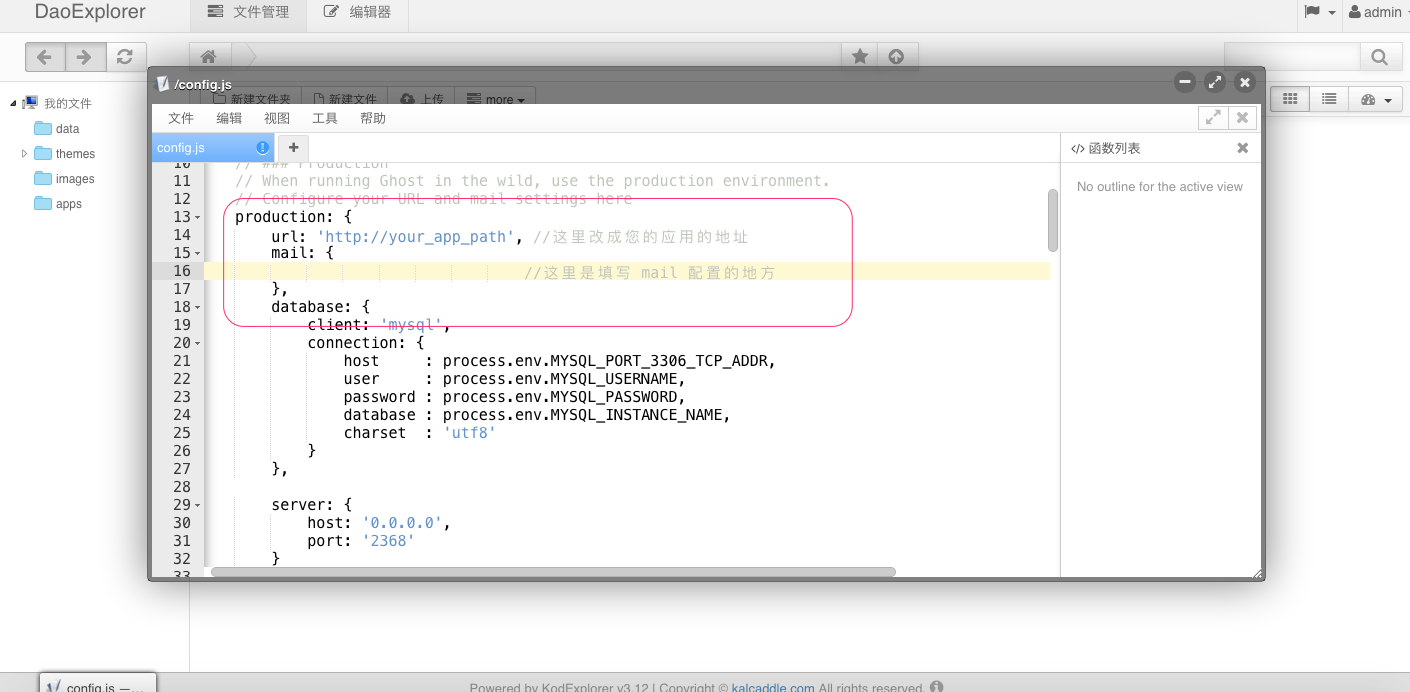 DaoExplorer
文件管理
编辑器
admin
/config.js
新建文件夹
新建文件
上传
more
我的文件
data
themes
images
apps
文件 编辑 视图 工具 帮助
config.js
函数列表
No outline for the active view
10 // ### Production
11 // When running Ghost in the wild, use the production environment.
12 // Configure your URL and mail settings here
13 production: {
14 url: 'http://your_app_path', //这里改成您的应用的地址
15 mail: {
16 //这里是填写 mail 配置的地方
17 },
18 database: {
19 client: 'mysql',
20 connection: {
21 host : process.env.MYSQL_PORT_3306_TCP_ADDR,
22 user : process.env.MYSQL_USERNAME,
23 password : process.env.MYSQL_PASSWORD,
24 database : process.env.MYSQL_INSTANCE_NAME,
25 charset : 'utf8'
26 }
27 },
28
29 server: {
30 host: '0.0.0.0',
31 port: '2368'
32 }
33
config.js —...
Powered by KodExplorer v3.12 | Copyright © kalcaddle.com All rights reserved.